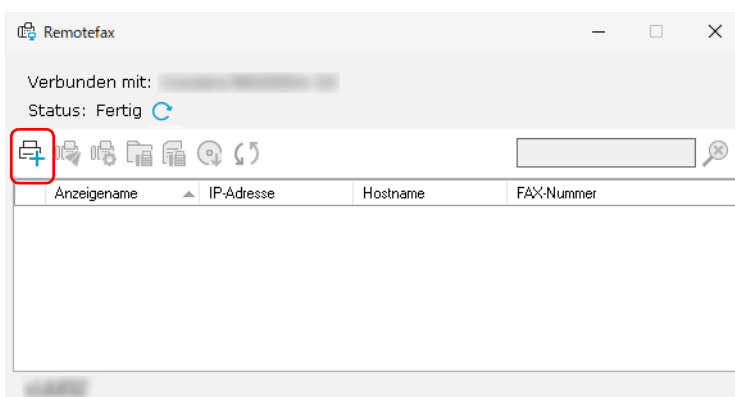 Remotefax
Verbunden mit:
Status: Fertig
Anzeigename IP-Adresse Hostname FAX-Nummer